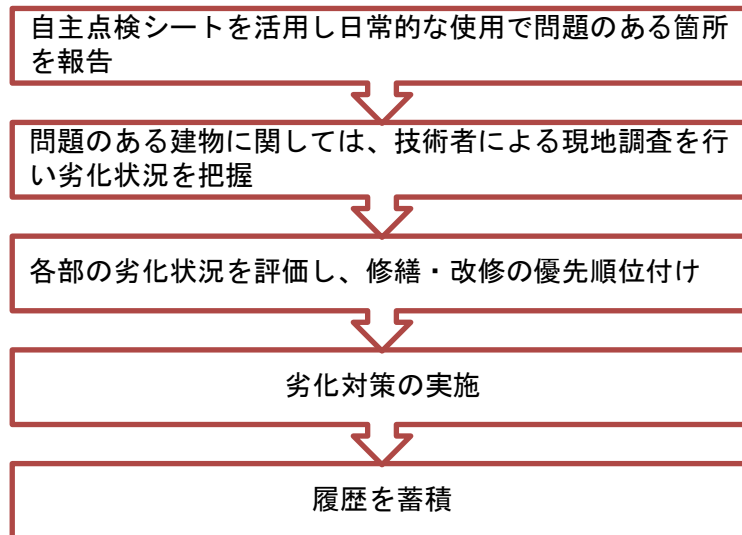 自主点検シートを活用し日常的な使用で問題のある箇所
を報告
問題のある建物に関しては、技術者による現地調査を行
い劣化状況を把握
各部の劣化状況を評価し、修繕・改修の優先順位付け
劣化対策の実施
履歴を蓄積